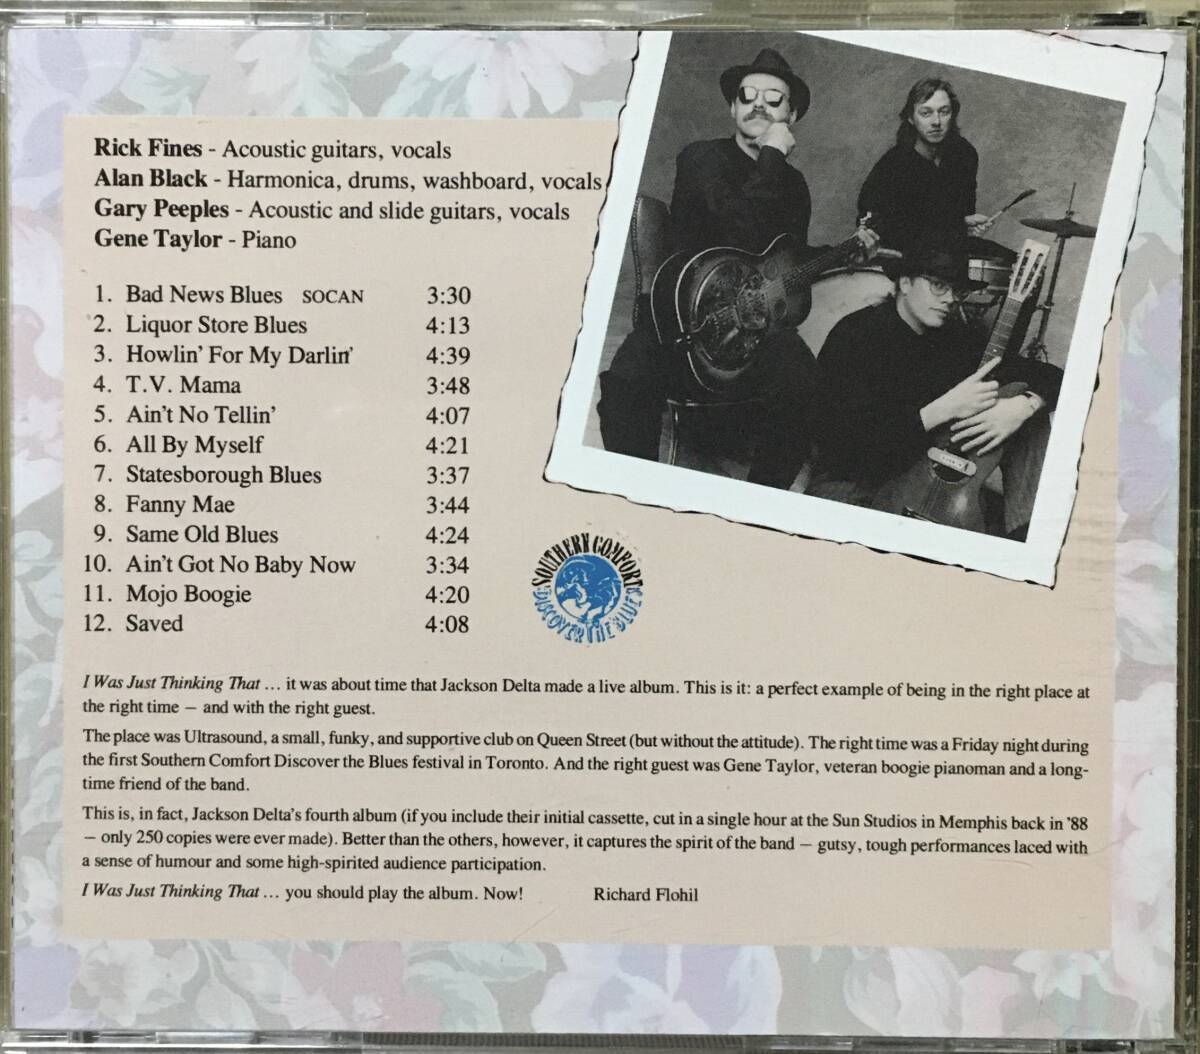 Rick Fines - Acoustic guitars, vocals
Alan Black - Harmonica, drums, washboard, vocals
Gary Peeples - Acoustic and slide guitars, vocals
Gene Taylor - Piano
1. Bad News Blues SOCAN 3:30
2. Liquor Store Blues 4:13
3. Howlin' For My Darlin' 4:39
4. T.V. Mama 3:48
5. Ain't No Tellin' 4:07
6. All By Myself 4:21
7. Statesborough Blues 3:37
8. Fanny Mae 3:44
9. Same Old Blues 4:24
10. Ain't Got No Baby Now 3:34
11. Mojo Boogie 4:20
12. Saved 4:08
SOUTHERN COMFORT
DISCOVER THE BLUES
I Was Just Thinking That ... it was about time that Jackson Delta made a live album. This is it: a perfect example of being in the right place at
the right time – and with the right guest.
The place was Ultrasound, a small, funky, and supportive club on Queen Street (but without the attitude). The right time was a Friday night during
the first Southern Comfort Discover the Blues festival in Toronto. And the right guest was Gene Taylor, veteran boogie pianoman and a long-
time friend of the band.
This is, in fact, Jackson Delta's fourth album (if you include their initial cassette, cut in a single hour at the Sun Studios in Memphis back in '88
– only 250 copies were ever made). Better than the others, however, it captures the spirit of the band – gutsy, tough performances laced with
a sense of humour and some high-spirited audience participation.
I Was Just Thinking That ... you should play the album. Now! Richard Flohil